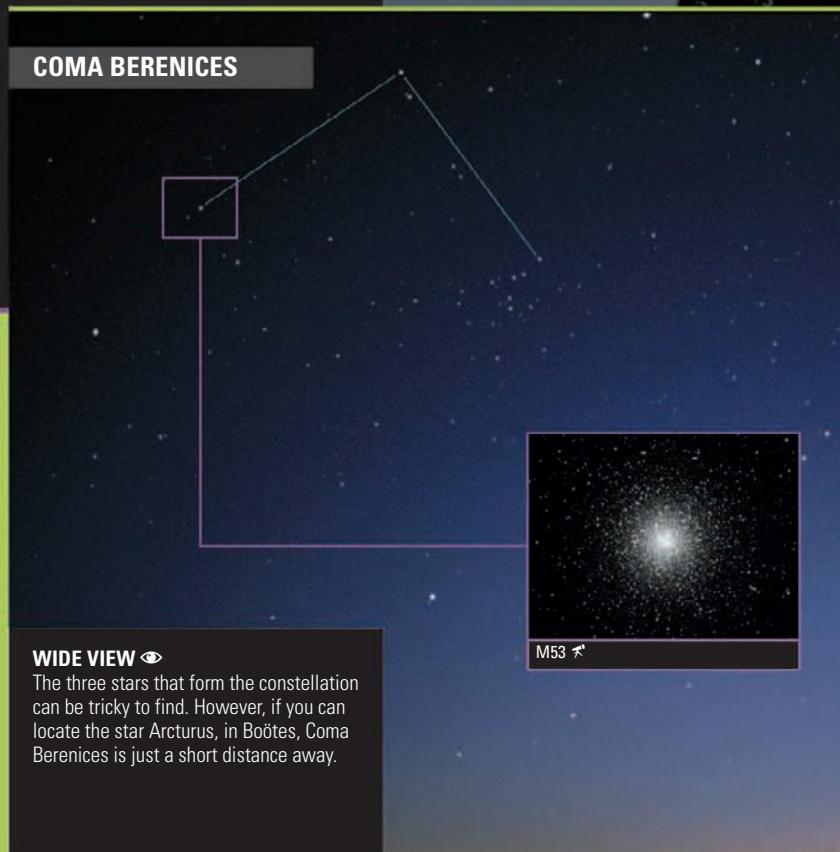 COMA BERENICES
M53
WIDE VIEW
The three stars that form the constellation
can be tricky to find. However, if you can
locate the star Arcturus, in Boötes, Coma
Berenices is just a short distance away.